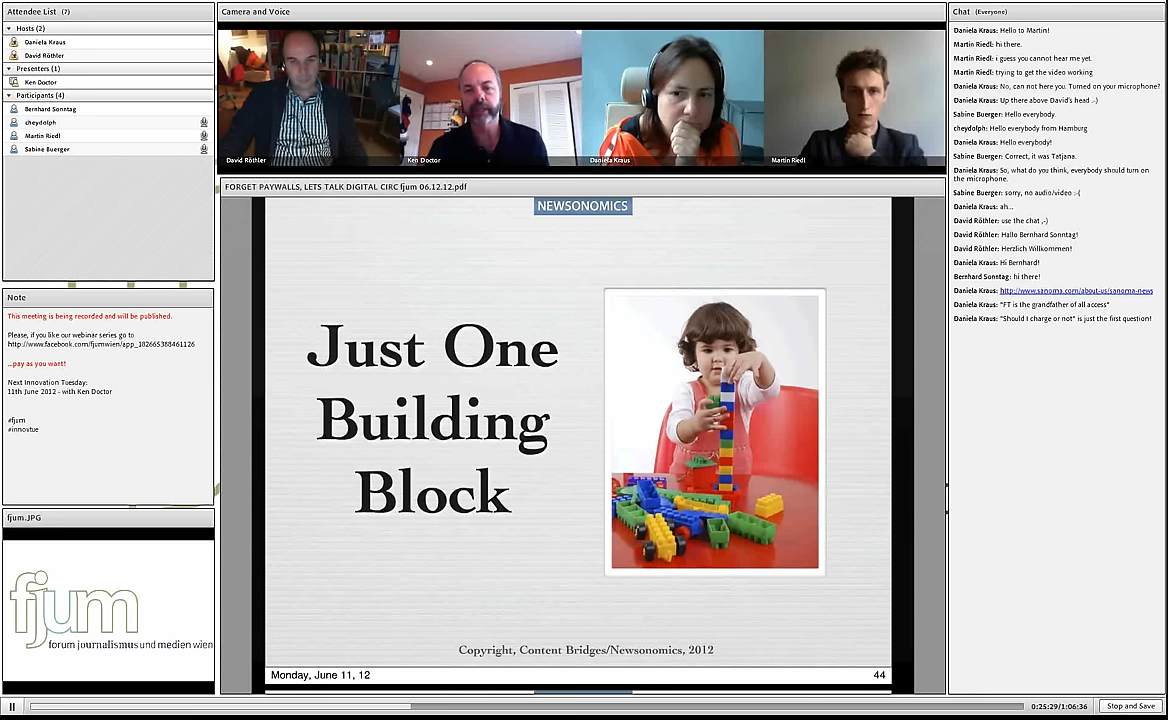 Attendee List (7)
Hosts (2)
Daniela Kraus
David Röthler
Presenters (1)
Ken Doctor
Participants (4)
Bernhard Sonntag
cheydolph
Martin Riedl
Sabine Buerger
Note
This meeting is being recorded and will be published.
Please, if you like our webinar series go to
http://www.facebook.com/fjumwien/app_182665388461126
...pay as you want!
Next Innovation Tuesday:
11th June 2012 - with Ken Doctor
#fjum
#innovtue
fjum.JPG
fjum
forum journalismus und medien wien
Camera and Voice
David Röthler
Ken Doctor
Daniela Kraus
Martin Riedl
FORGET PAYWALLS, LETS TALK DIGITAL CIRC fjum 06.12.12.pdf
NEWSONOMICS
Just One
Building
Block
Copyright, Content Bridges/Newsonomics, 2012
Monday, June 11, 12
44
Chat (Everyone)
Daniela Kraus: Hello to Martin!
Martin Riedl: hi there.
Martin Riedl: i guess you cannot hear me yet.
Martin Riedl: trying to get the video working
Daniela Kraus: No, can not here you. Turned on your microphone?
Daniela Kraus: Up there above David's head .-)
Sabine Buerger: Hello everybody.
cheydolph: Hello everybody from Hamburg
Daniela Kraus: Hello everybody!
Sabine Buerger: Correct, it was Tatjana.
Daniela Kraus: So, what do you think, everybody should turn on
the microphone.
Sabine Buerger: sorry, no audio/video :-(
Daniela Kraus: ah...
David Röthler: use the chat ,-)
David Röthler: Hallo Bernhard Sonntag!
David Röthler: Herzlich Willkommen!
Daniela Kraus: Hi Bernhard!
Bernhard Sonntag: hi there!
Daniela Kraus: http://www.sanoma.com/about-us/sanoma-news
Daniela Kraus: "FT is the grandfather of all access"
Daniela Kraus: "Should I charge or not" is just the first question!
0:25:29/1:06:36
Stop and Save